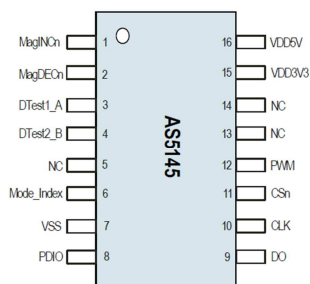 MagINCn 1 16 VDD5V
MagDECn 2 15 VDD3V3
DTest1_A 3 14 NC
DTest2_B 4 13 NC
NC 5 12 PWM
Mode_Index 6 11 CSn
VSS 7 10 CLK
PDIO 8 9 DO
AS5145